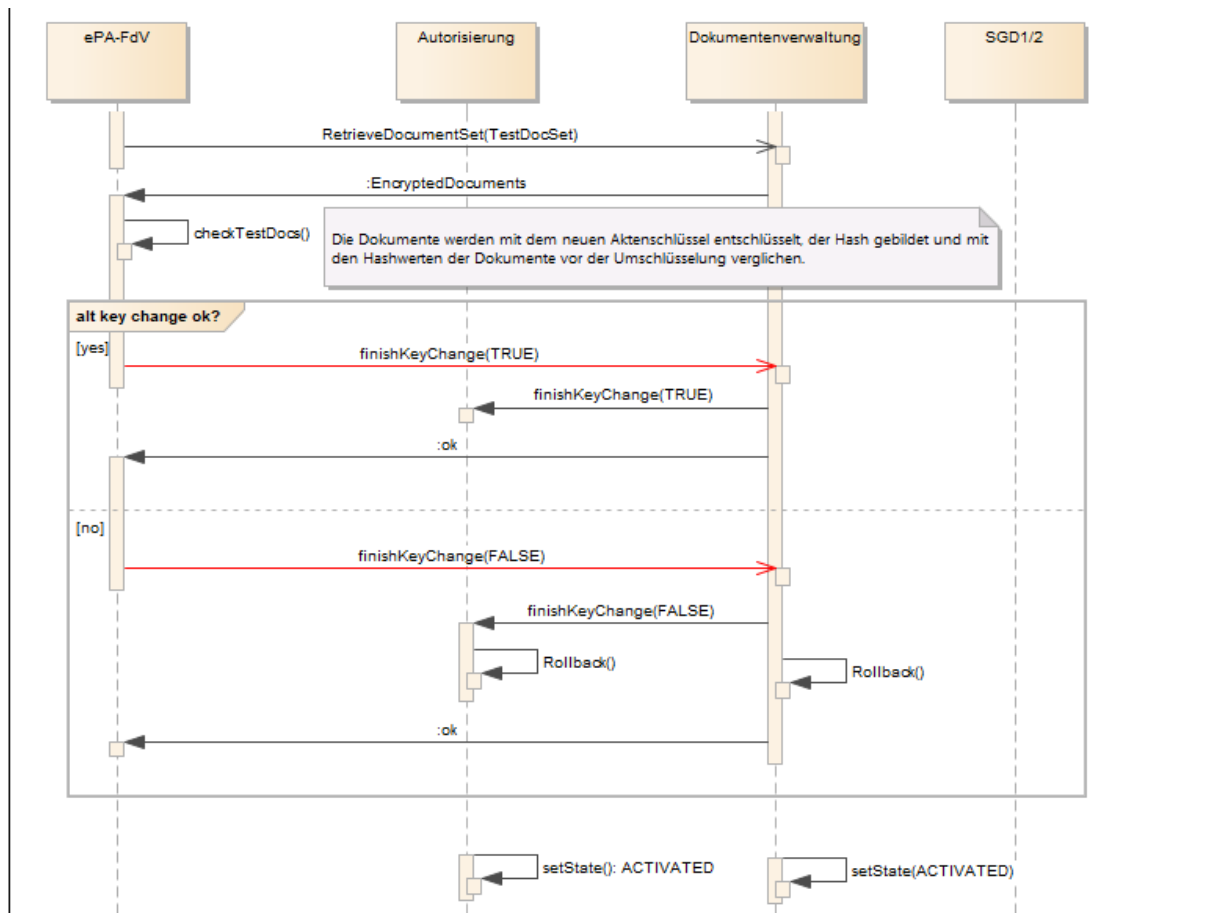 ePA-FdV
Autorisierung
Dokumentenverwaltung
SGD1/2
RetrieveDocumentSet(TestDocSet)
:EncryptedDocuments
checkTestDocs()
Die Dokumente werden mit dem neuen Aktenschlüssel entschlüsselt, der Hash gebildet und mit
den Hashwerten der Dokumente vor der Umschlüsselung verglichen.
alt key change ok?
[yes]
finishKeyChange(TRUE)
finishKeyChange(TRUE)
:ok
[no]
finishKeyChange(FALSE)
finishKeyChange(FALSE)
Rollback()
Rollback()
:ok
setState(): ACTIVATED
setState(ACTIVATED)